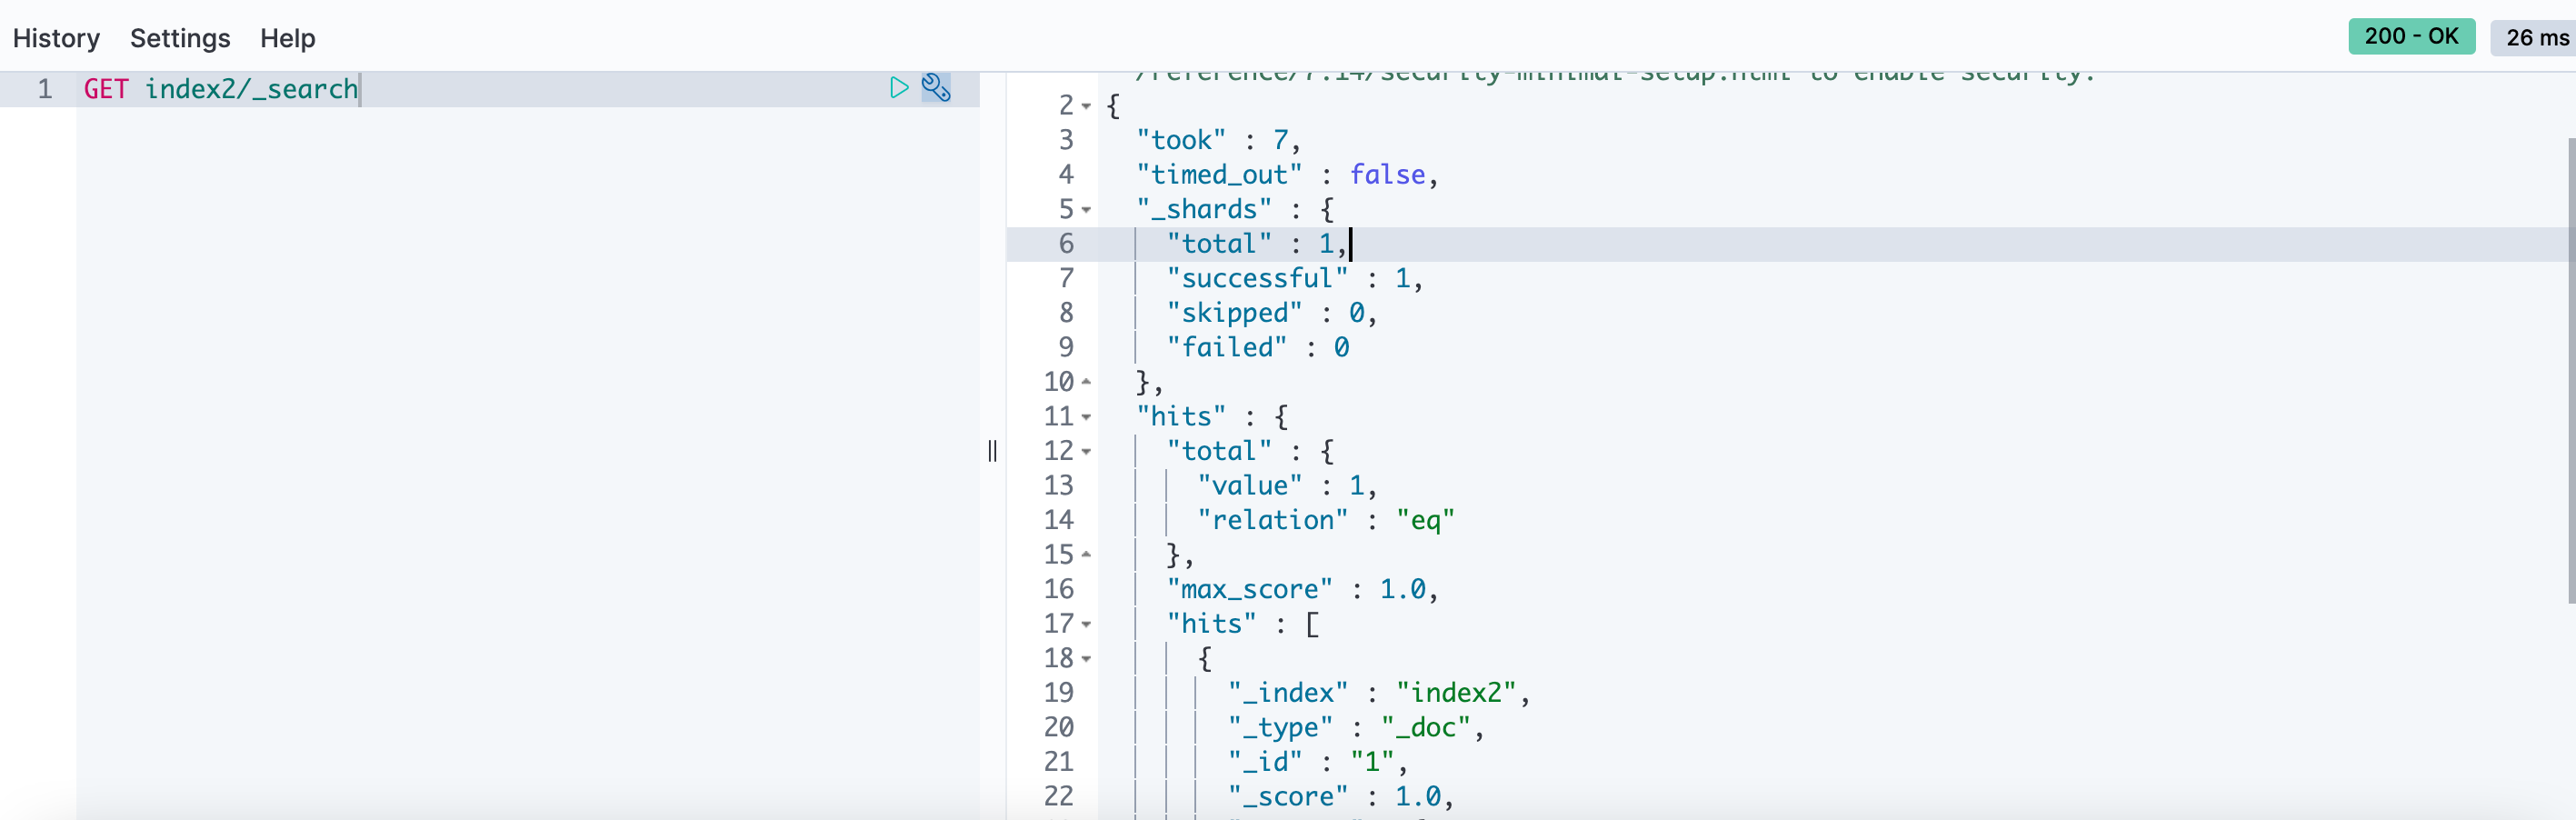 History Settings Help
200 - OK 26 ms
1 GET index2/_search
/reference/7.14/security-minimal-setup.html to enable security.
2 {
3 "took" : 7,
4 "timed_out" : false,
5 "_shards" : {
6 "total" : 1,
7 "successful" : 1,
8 "skipped" : 0,
9 "failed" : 0
10 },
11 "hits" : {
12 "total" : {
13 "value" : 1,
14 "relation" : "eq"
15 },
16 "max_score" : 1.0,
17 "hits" : [
18 {
19 "_index" : "index2",
20 "_type" : "_doc",
21 "_id" : "1",
22 "_score" : 1.0,